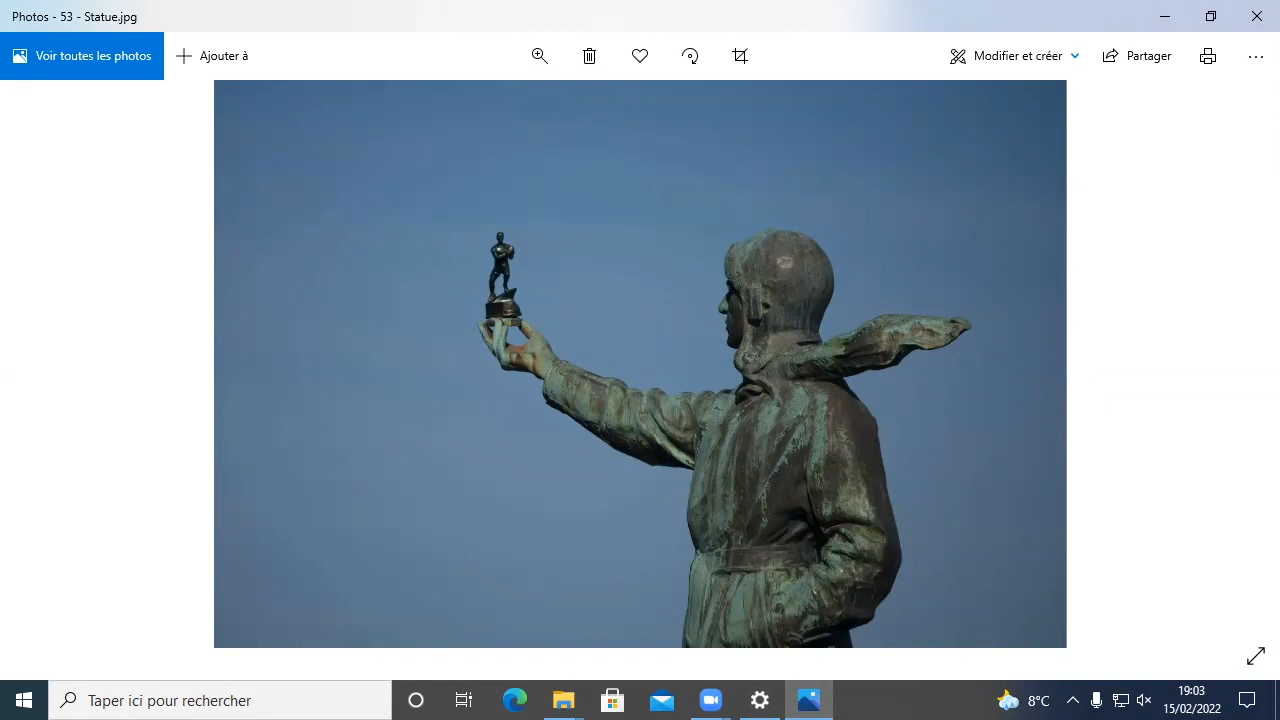 Photos - 53 - Statue.jpg
Voir toutes les photos
Ajouter à
Modifier et créer
Partager
Taper ici pour rechercher
8°C
19:03
15/02/2022